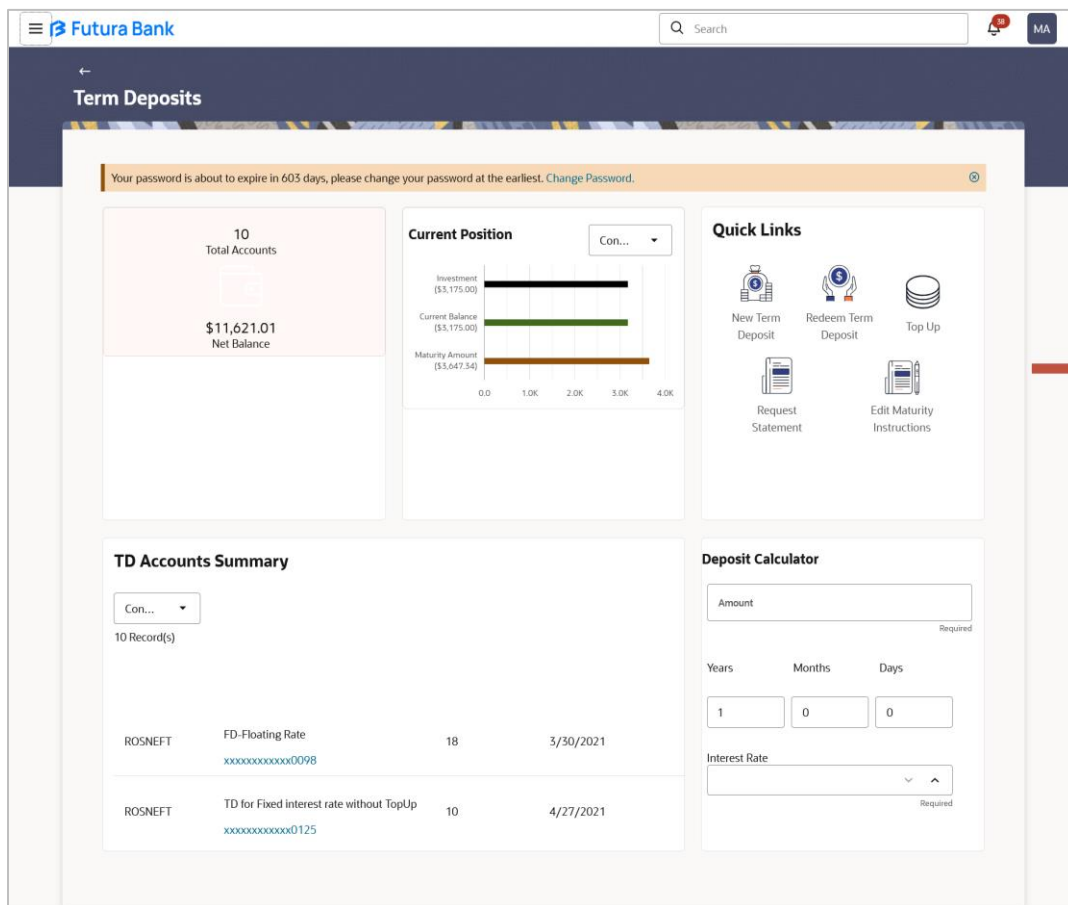 Futura Bank
Search
38
MA
Term Deposits
Your password is about to expire in 603 days, please change your password at the earliest. Change Password.
10
Total Accounts
$11,621.01
Net Balance
Current Position
Con...
Investment
($3,175.00)
Current Balance
($3,175.00)
Maturity Amount
($3,647.34)
0.0 1.0K 2.0K 3.0K 4.0K
Quick Links
New Term
Deposit
Redeem Term
Deposit
Top Up
Request
Statement
Edit Maturity
Instructions
TD Accounts Summary
Con...
10 Record(s)
ROSNEFT FD-Floating Rate 18 3/30/2021
xxxxxxxxxxxx0098
ROSNEFT TD for Fixed interest rate without TopUp 10 4/27/2021
xxxxxxxxxxxx0125
Deposit Calculator
Amount
Required
Years Months Days
1 0 0
Interest Rate
Required